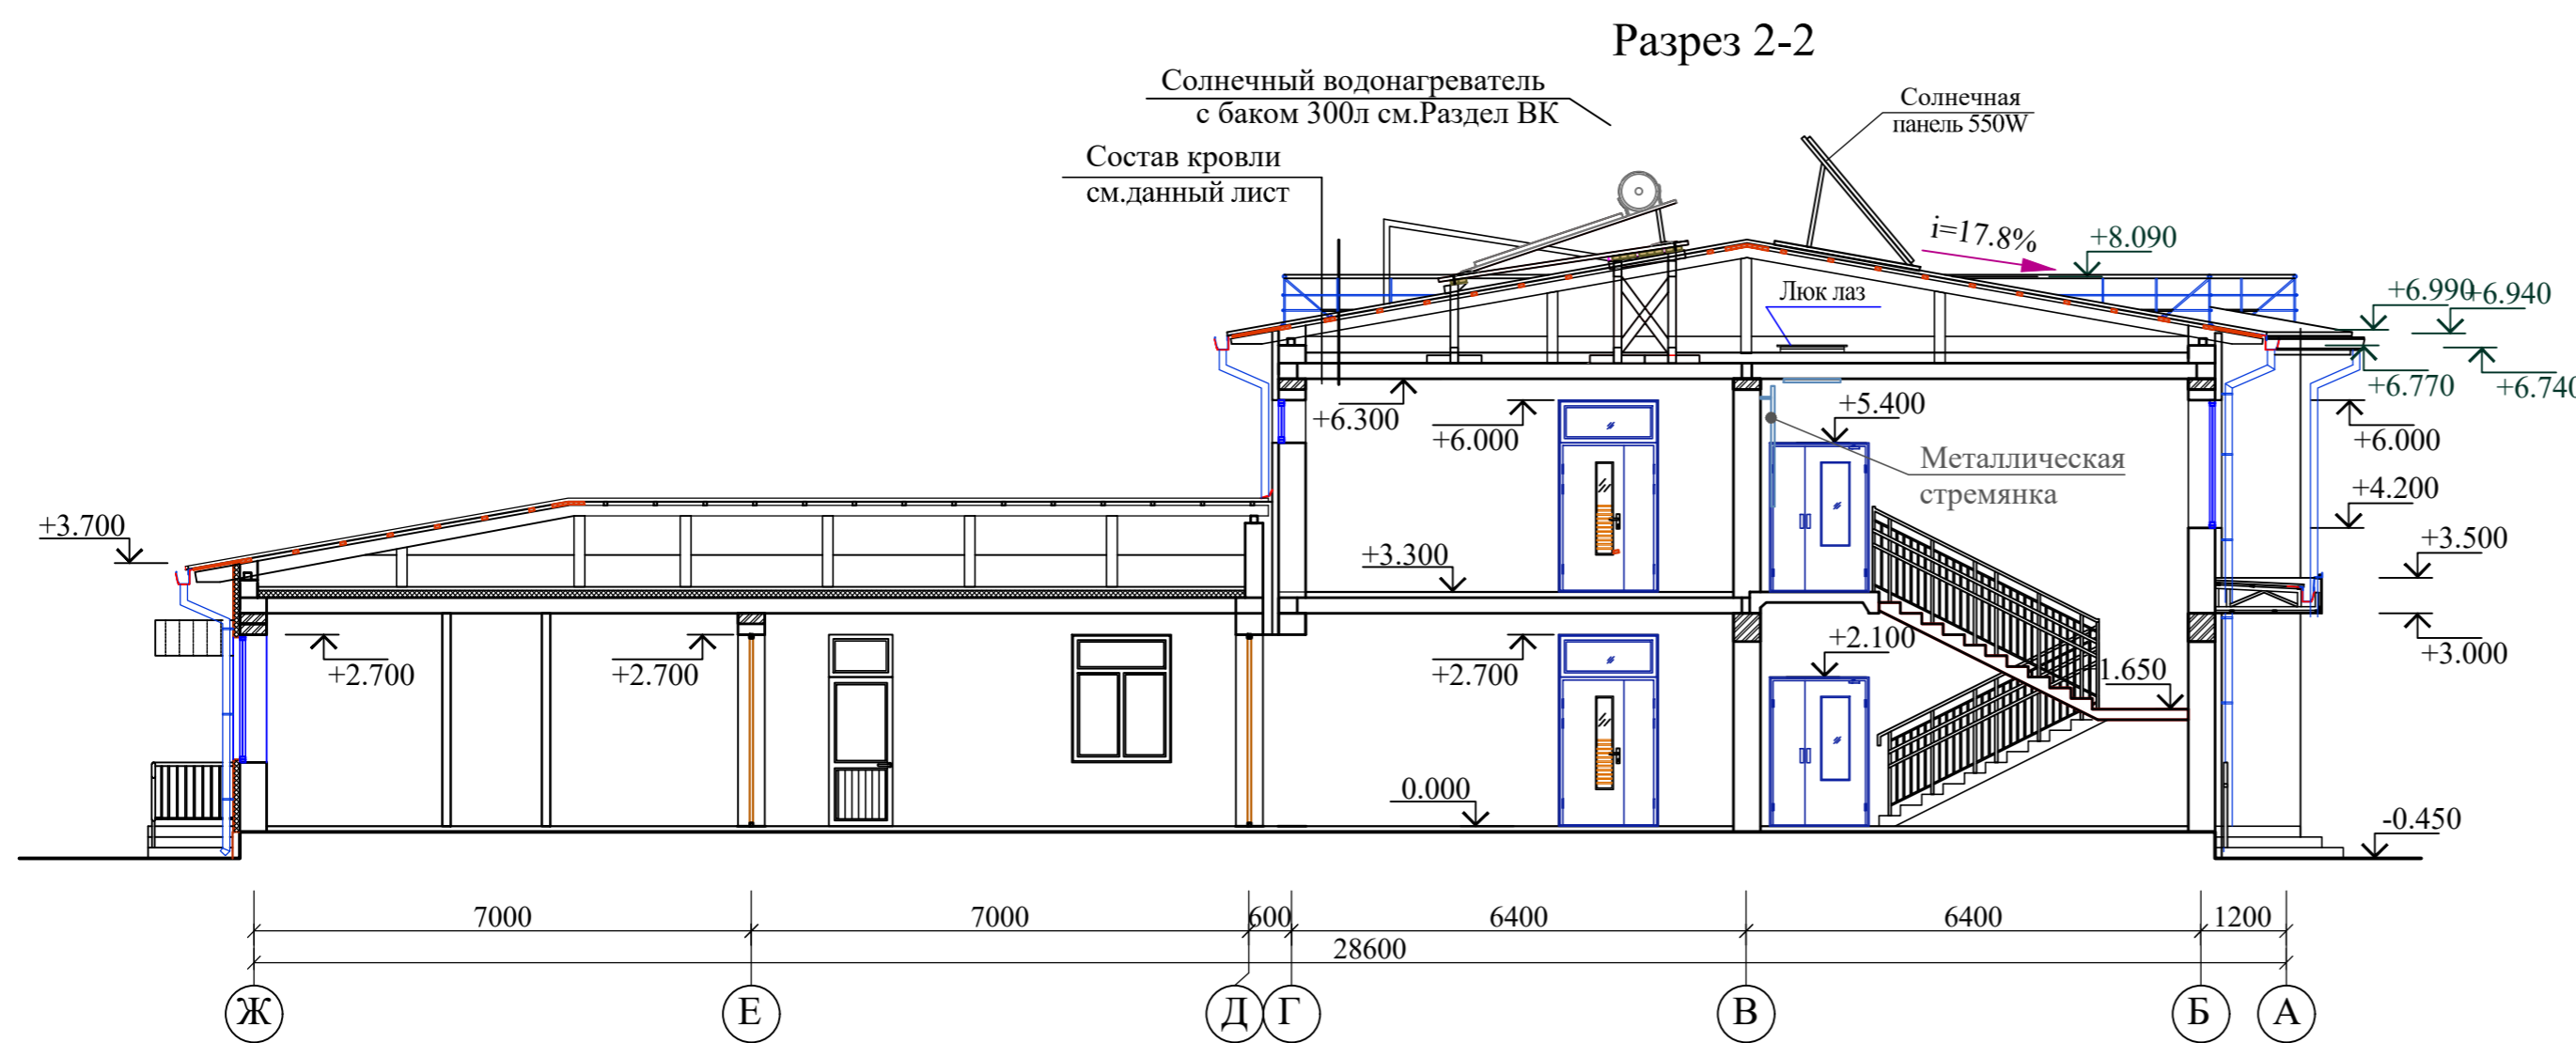 Разрез 2-2
Солнечный водонагреватель
с баком 300л см.Раздел ВК
Солнечная
панель 550W
Состав кровли
см.данный лист
i=17.8%
+8.090
+6.990
+6.940
Люк лаз
+6.770
+6.740
+6.300
+6.000
+5.400
+6.000
Металлическая
стремянка
+4.200
+3.700
+3.300
+3.500
+2.700
+2.700
+2.700
+2.100
1.650
+3.000
0.000
-0.450
7000
7000
600
6400
6400
1200
28600
Ж
Е
Д
Г
В
Б
А